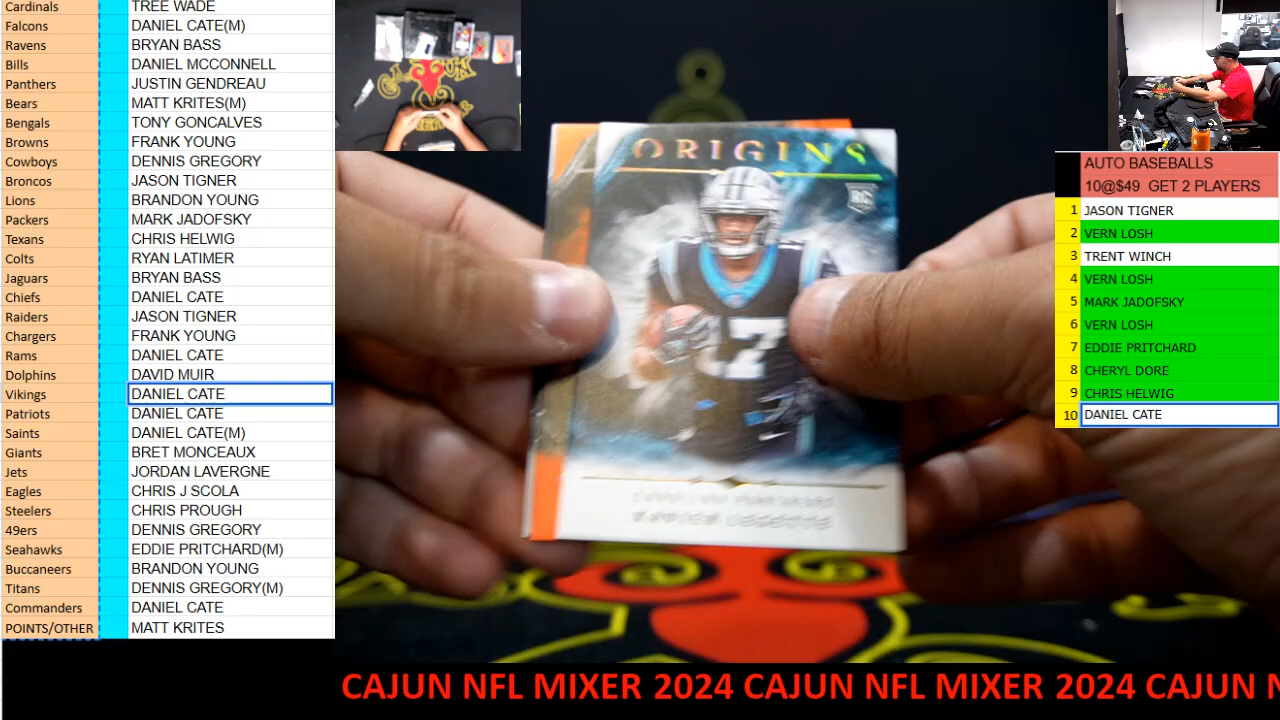 Cardinals TREE WADE
Falcons DANIEL CATE(M)
Ravens BRYAN BASS
Bills DANIEL MCCONNELL
Panthers JUSTIN GENDREAU
Bears MATT KRITES(M)
Bengals TONY GONCALVES
Browns FRANK YOUNG
Cowboys DENNIS GREGORY
Broncos JASON TIGNER
Lions BRANDON YOUNG
Packers MARK JADOFSKY
Texans CHRIS HELWIG
Colts RYAN LATIMER
Jaguars BRYAN BASS
Chiefs DANIEL CATE
Raiders JASON TIGNER
Chargers FRANK YOUNG
Rams DANIEL CATE
Dolphins DAVID MUIR
Vikings DANIEL CATE
Patriots DANIEL CATE
Saints DANIEL CATE(M)
Giants BRET MONCEAUX
Jets JORDAN LAVERGNE
Eagles CHRIS J SCOLA
Steelers CHRIS PROUGH
49ers DENNIS GREGORY
Seahawks EDDIE PRITCHARD(M)
Buccaneers BRANDON YOUNG
Titans DENNIS GREGORY(M)
Commanders DANIEL CATE
POINTS/OTHER MATT KRITES
ORIGINS
RC
17
AUTO BASEBALLS
10@$49 GET 2 PLAYERS
1 JASON TIGNER
2 VERN LOSH
3 TRENT WINCH
4 VERN LOSH
5 MARK JADOFSKY
6 VERN LOSH
7 EDDIE PRITCHARD
8 CHERYL DORE
9 CHRIS HELWIG
10 DANIEL CATE
CAJUN NFL MIXER 2024 CAJUN NFL MIXER 2024 CAJUN N